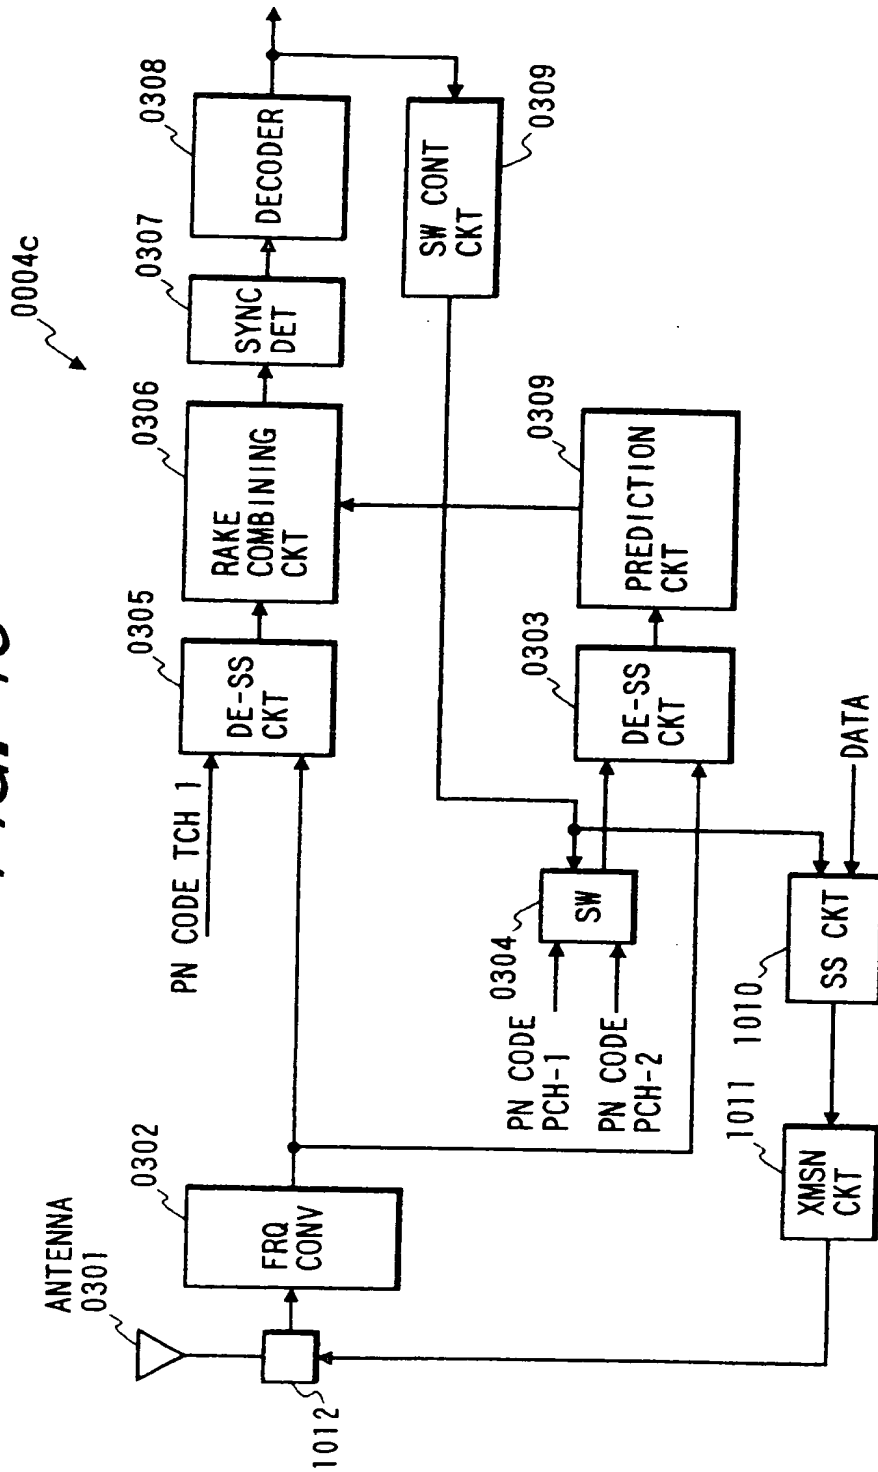 0004c
ANTENNA
0301
1012
0302
FRQ
CONV
PN CODE TCH 1
0305
DE-SS
CKT
0306
RAKE
COMBINING
CKT
0307
SYNC
DET
0308
DECODER
0309
SW CONT
CKT
PN CODE
PCH-1
PN CODE
PCH-2
0304
SW
0303
DE-SS
CKT
0309
PREDICTION
CKT
1011
XMSN
CKT
1010
SS CKT
DATA